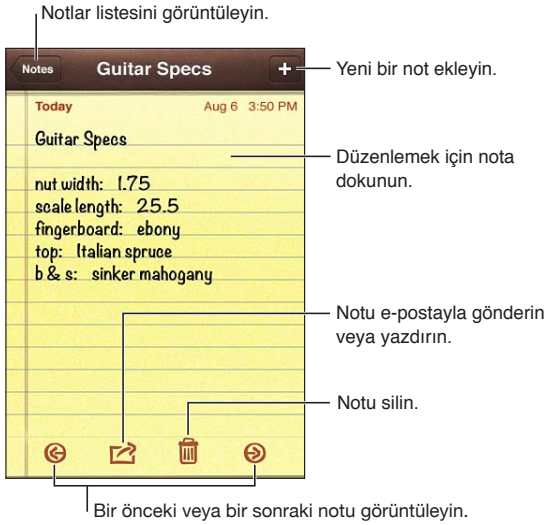 Notlar listesini görüntüleyin.
Notes
Guitar Specs
+
Yeni bir not ekleyin.
Today
Aug 6 3:50 PM
Guitar Specs
Düzenlemek için nota
dokunun.
nut width: 1.75
scale length: 25.5
fingerboard: ebony
top: Italian spruce
b & s: sinker mahogany
Notu e-postayla gönderin
veya yazdırın.
Notu silin.
Bir önceki veya bir sonraki notu görüntüleyin.